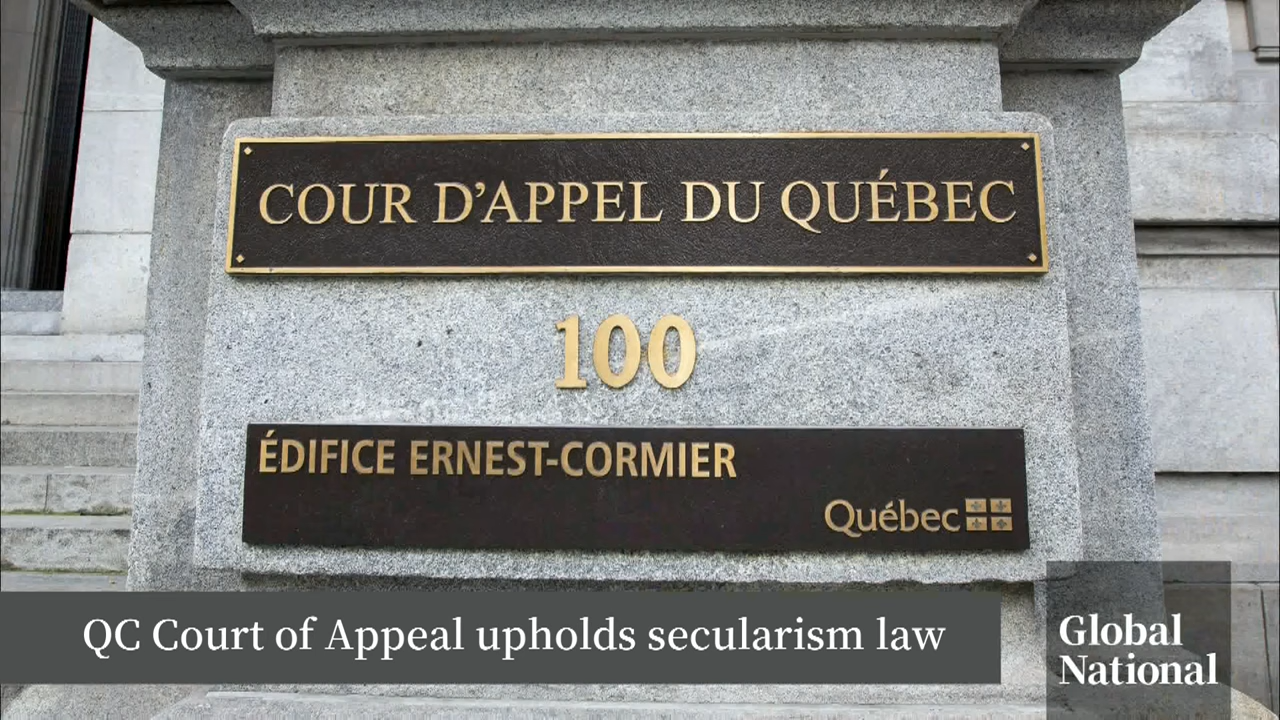 COUR D'APPEL DU QUÉBEC
100
ÉDIFICE ERNEST-CORMIER
Québec
QC Court of Appeal upholds secularism law
Global
National